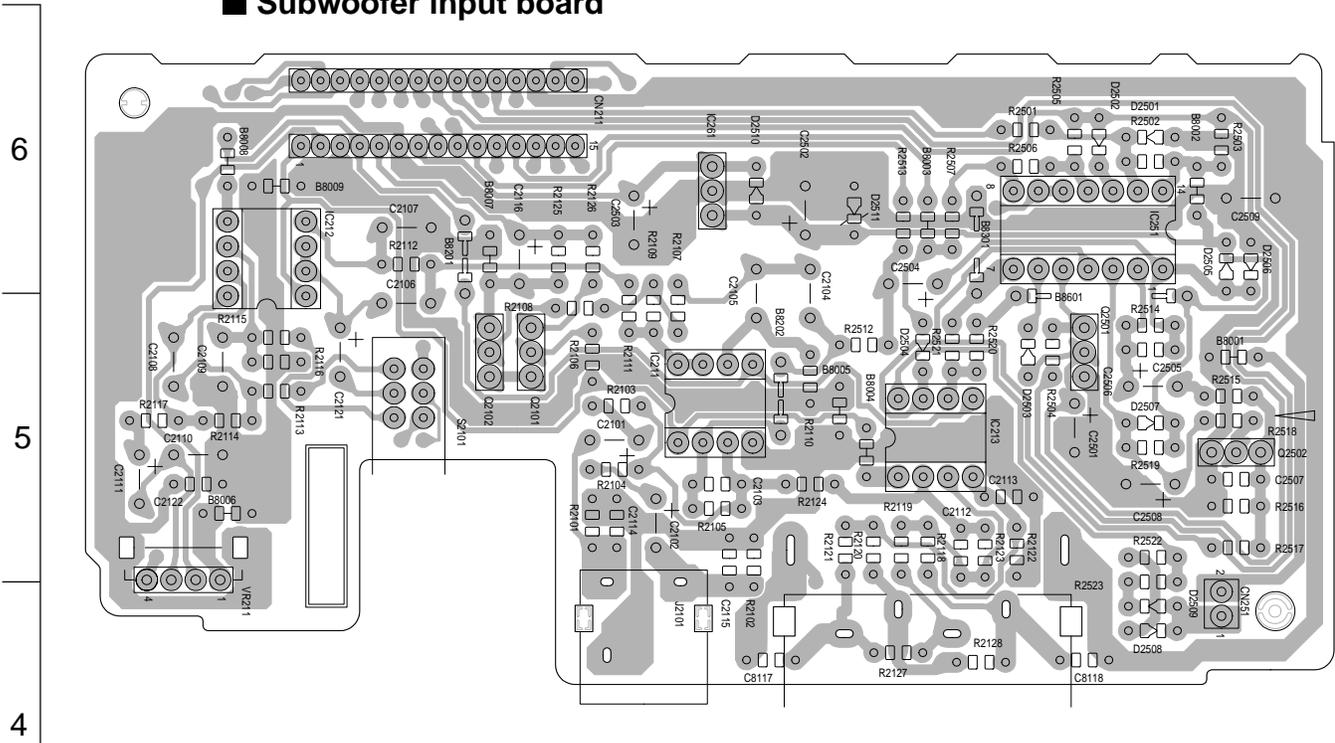 ■ Subwoofer input board
6
5
4
CN211
15
1
B8008
B8009
IC212
C2107
R2112
C2106
B8201
B8007
C2116
R2125
R2126
C2503
R2109
R2107
IC261
D2510
C2502
D2511
R2513
B8003
R2507
B8301
R2501
R2506
R2505
D2502
D2501
R2502
B8002
R2503
8
14
IC251
7
1
C2509
D2505
D2506
C2504
B8601
R2514
Q2501
R2115
C2108
C2109
R2116
C2121
R2113
R2117
R2114
C2110
C2111
C2122
B8006
VR211
4
1
S2101
R2108
Q2102
Q2101
R2106
R2111
IC211
R2103
C2101
R2104
R2101
C2114
C2102
R2105
C2103
C2105
C2104
B8202
R2512
B8005
R2110
B8004
R2124
D2504
R2521
R2520
D2503
R2504
C2506
C2505
C2501
D2507
R2519
B8001
R2515
R2518
Q2502
C2507
R2516
R2517
C2508
IC213
C2113
R2119
C2112
R2121
R2120
R2118
R2123
R2122
R2522
R2523
D2509
D2508
2
CN251
1
J2101
C2115
R2102
C8117
R2127
R2128
C8118